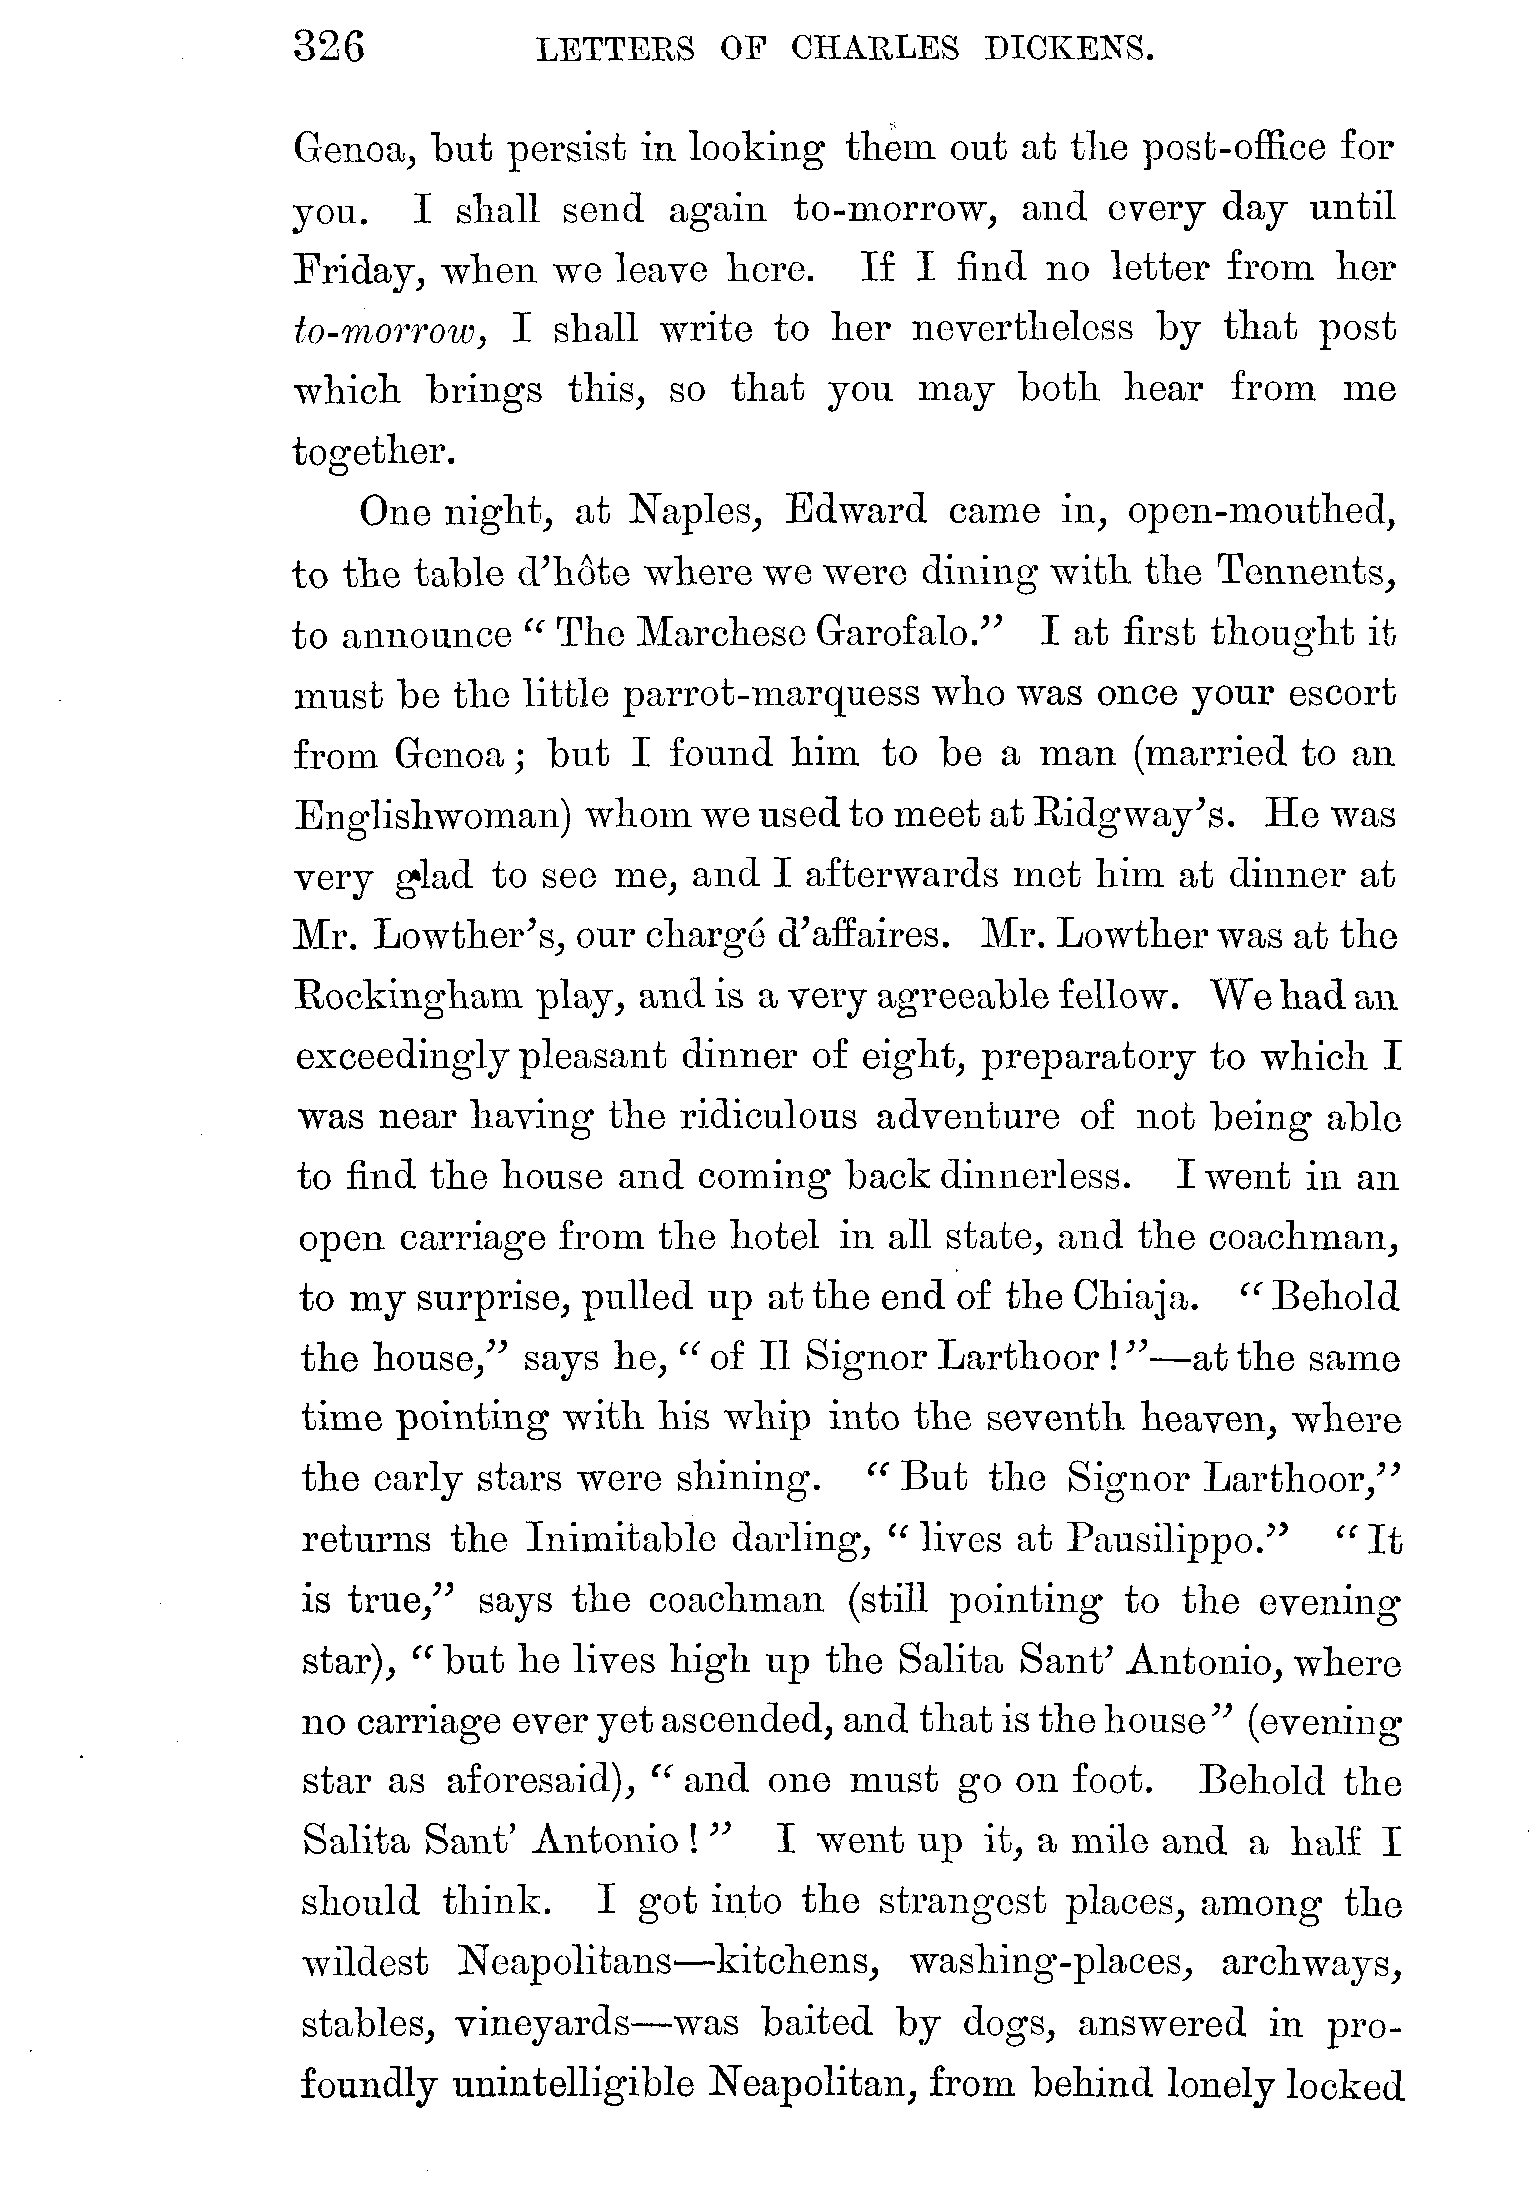 326 LETTERS OF CHARLES DICKENS.
Genoa, but persist in looking them out at the post-office for
you. I shall send again to-morrow, and every day until
Friday, when we leave here. If I find no letter from her
to-morrow, I shall write to her nevertheless by that post
which brings this, so that you may both hear from me
together.
One night, at Naples, Edward came in, open-mouthed,
to the table d'hôte where we were dining with the Tennents,
to announce “ The Marchese Garofalo.” I at first thought it
must be the little parrot-marquess who was once your escort
from Genoa ; but I found him to be a man (married to an
Englishwoman) whom we used to meet at Ridgway's. He was
very glad to see me, and I afterwards met him at dinner at
Mr. Lowther's, our chargé d'affaires. Mr. Lowther was at the
Rockingham play, and is a very agreeable fellow. We had an
exceedingly pleasant dinner of eight, preparatory to which I
was near having the ridiculous adventure of not being able
to find the house and coming back dinnerless. I went in an
open carriage from the hotel in all state, and the coachman,
to my surprise, pulled up at the end of the Chiaja. “ Behold
the house,” says he, “ of Il Signor Larthoor ! ”—at the same
time pointing with his whip into the seventh heaven, where
the early stars were shining. “ But the Signor Larthoor,”
returns the Inimitable darling, “ lives at Pausilippo.” “ It
is true,” says the coachman (still pointing to the evening
star), “ but he lives high up the Salita Sant' Antonio, where
no carriage ever yet ascended, and that is the house” (evening
star as aforesaid), “ and one must go on foot. Behold the
Salita Sant' Antonio ! ” I went up it, a mile and a half I
should think. I got into the strangest places, among the
wildest Neapolitans—kitchens, washing-places, archways,
stables, vineyards—was baited by dogs, answered in pro-
foundly unintelligible Neapolitan, from behind lonely locked